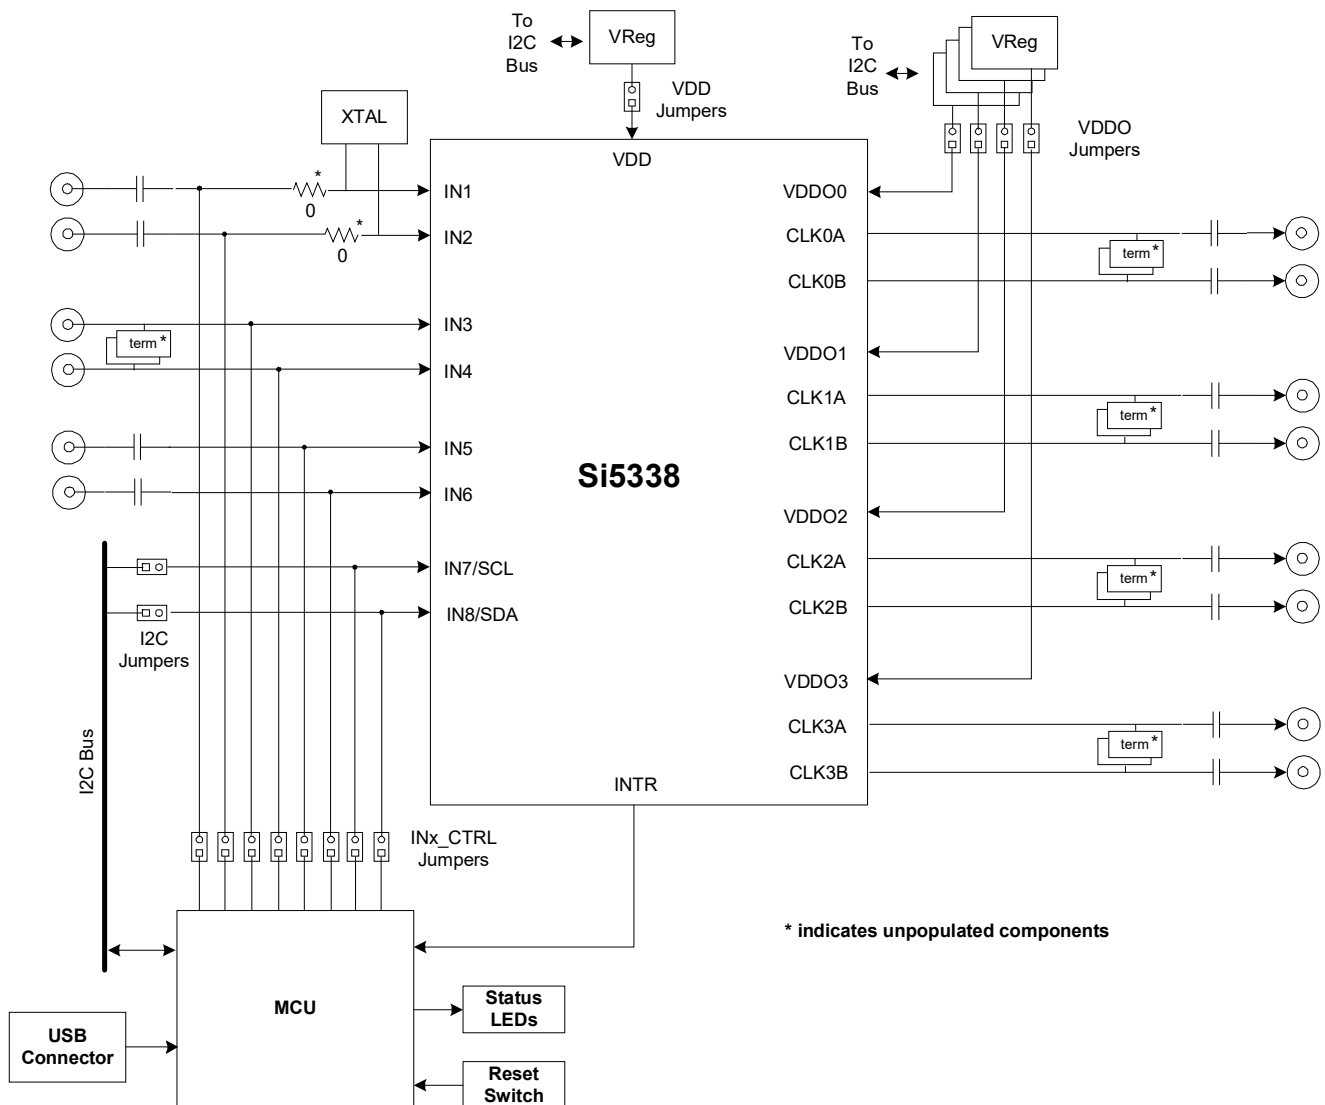 To
I2C
Bus
VReg
VDD
Jumpers
To
I2C
Bus
VReg
VDDO
Jumpers
XTAL
VDD
*
0
IN1
*
0
IN2
IN3
term *
IN4
IN5
IN6
IN7/SCL
IN8/SDA
I2C
Jumpers
I2C Bus
Si5338
VDDO0
CLK0A
term *
CLK0B
VDDO1
CLK1A
term *
CLK1B
VDDO2
CLK2A
term *
CLK2B
VDDO3
CLK3A
term *
CLK3B
INTR
INx_CTRL
Jumpers
* indicates unpopulated components
MCU
Status
LEDs
USB
Connector
Reset
Switch